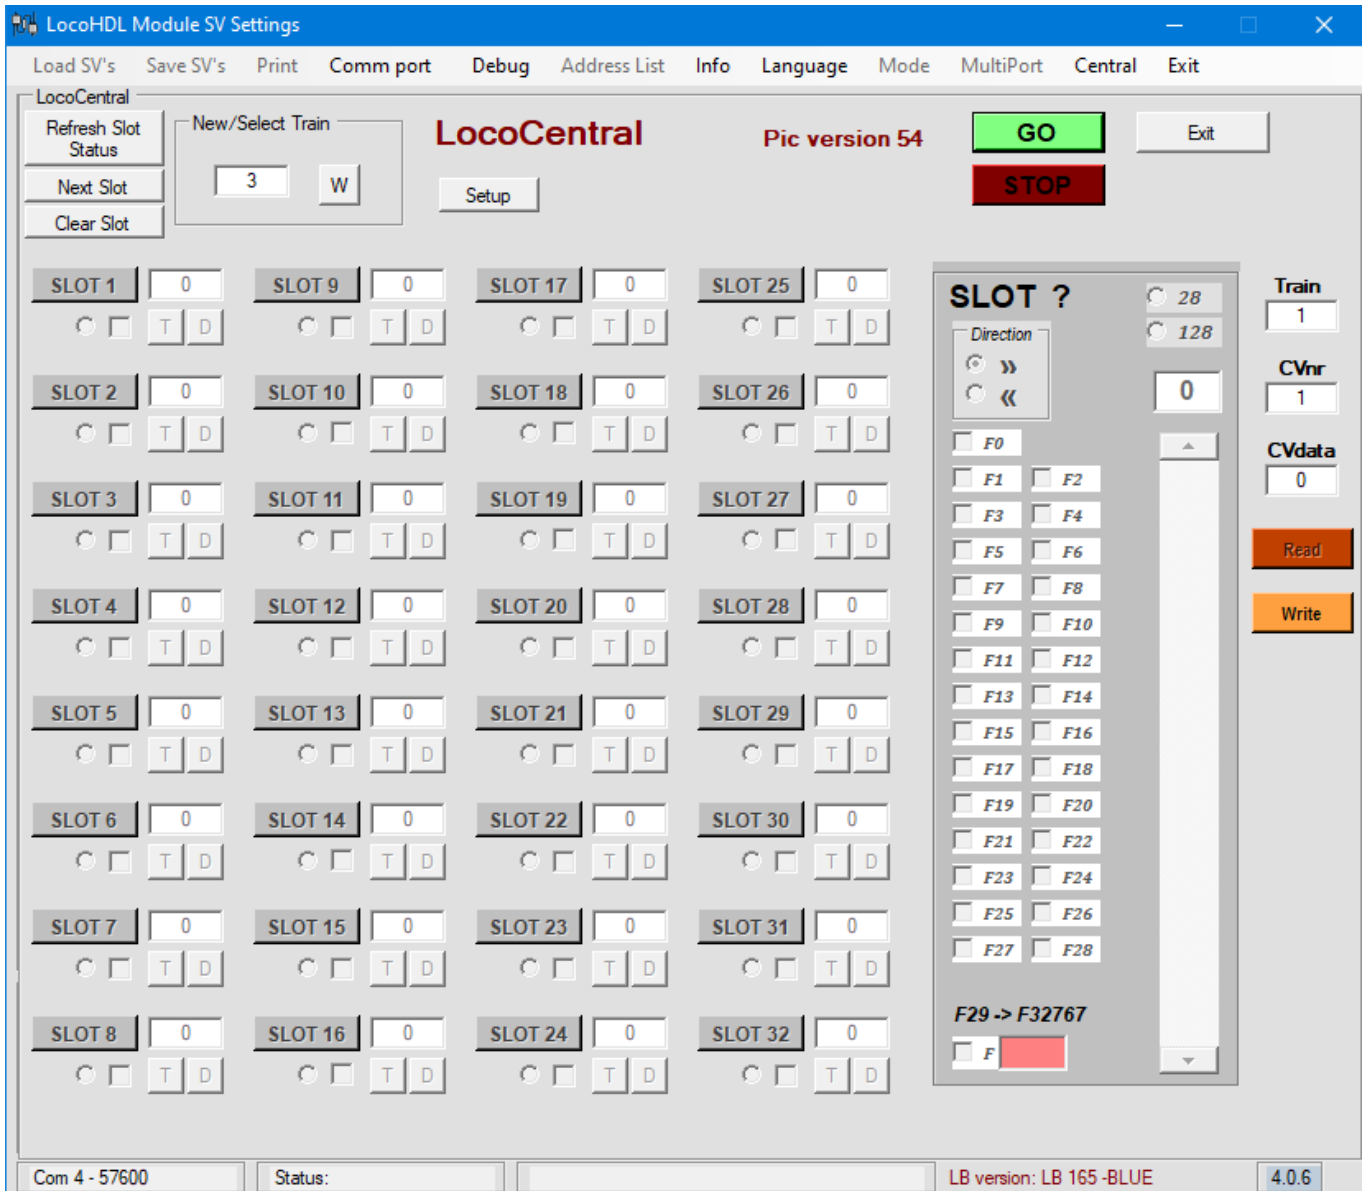 LocoHDL Module SV Settings
Load SV's Save SV's Print Comm port Debug Address List Info Language Mode MultiPort Central Exit
LocoCentral
Refresh Slot Status
Next Slot
Clear Slot
New/Select Train
3 W
LocoCentral
Setup
Pic version 54
GO
STOP
Exit
SLOT 1 0 SLOT 9 0 SLOT 17 0 SLOT 25 0
T D T D T D T D
SLOT 2 0 SLOT 10 0 SLOT 18 0 SLOT 26 0
T D T D T D T D
SLOT 3 0 SLOT 11 0 SLOT 19 0 SLOT 27 0
T D T D T D T D
SLOT 4 0 SLOT 12 0 SLOT 20 0 SLOT 28 0
T D T D T D T D
SLOT 5 0 SLOT 13 0 SLOT 21 0 SLOT 29 0
T D T D T D T D
SLOT 6 0 SLOT 14 0 SLOT 22 0 SLOT 30 0
T D T D T D T D
SLOT 7 0 SLOT 15 0 SLOT 23 0 SLOT 31 0
T D T D T D T D
SLOT 8 0 SLOT 16 0 SLOT 24 0 SLOT 32 0
T D T D T D T D
SLOT ? 28
128
Direction
»
«
0
F0
F1 F2
F3 F4
F5 F6
F7 F8
F9 F10
F11 F12
F13 F14
F15 F16
F17 F18
F19 F20
F21 F22
F23 F24
F25 F26
F27 F28
F29 -> F32767
F
Train
1
CVnr
1
CVdata
0
Read
Write
Com 4 - 57600 Status: LB version: LB 165 -BLUE 4.0.6